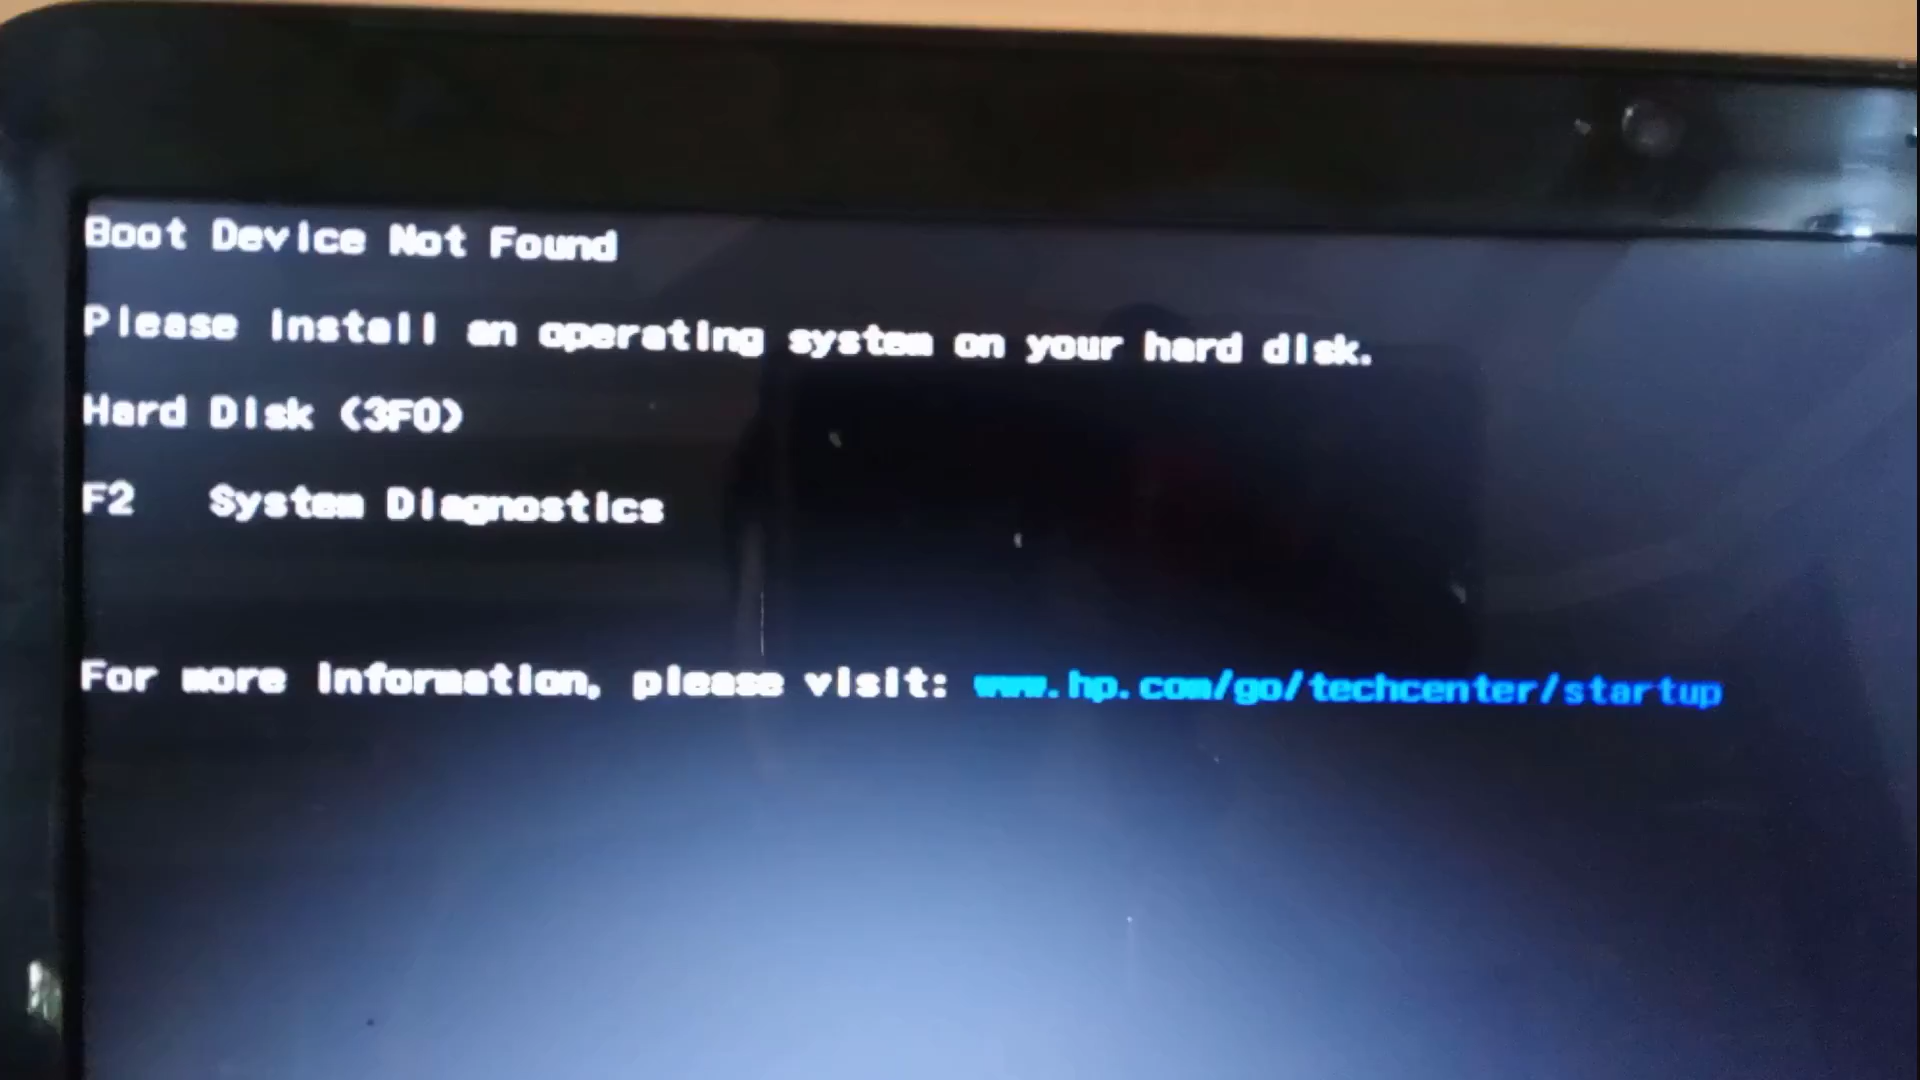 Boot Device Not Found
Please install an operating system on your hard disk.
Hard Disk (3F0)
F2 System Diagnostics
For more information, please visit: www.hp.com/go/techcenter/startup